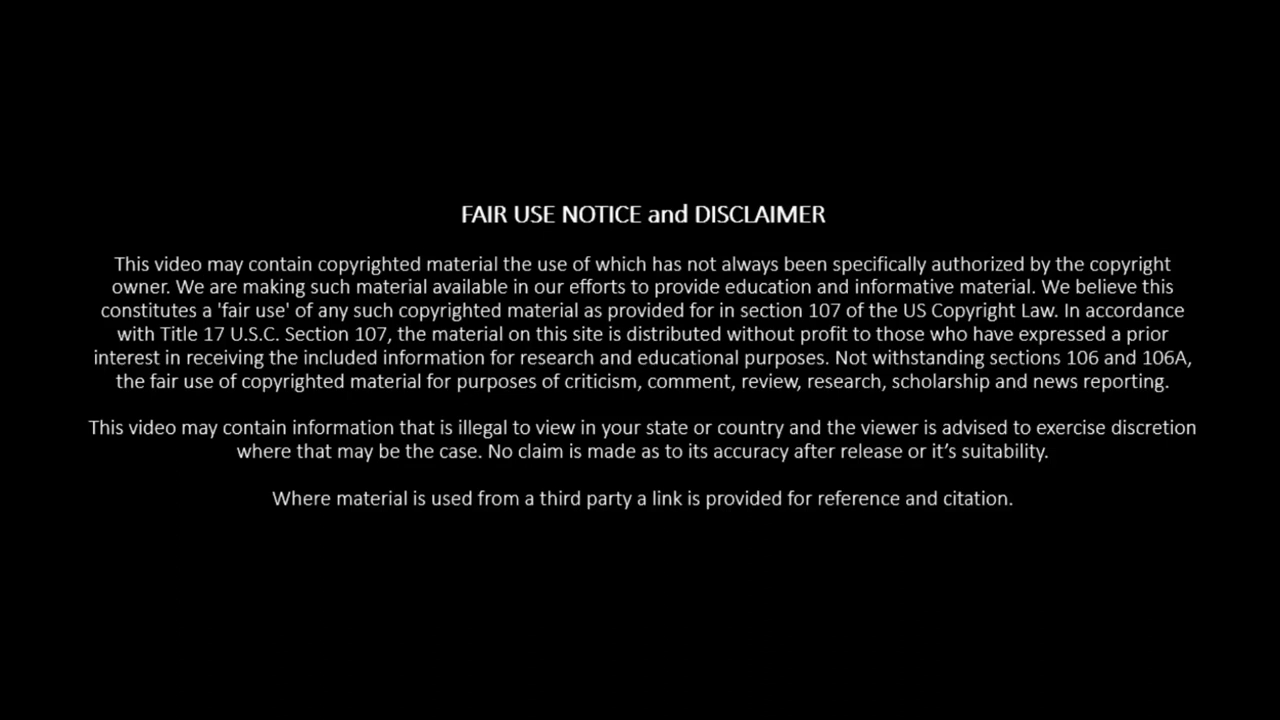 FAIR USE NOTICE and DISCLAIMER
This video may contain copyrighted material the use of which has not always been specifically authorized by the copyright
owner. We are making such material available in our efforts to provide education and informative material. We believe this
constitutes a 'fair use' of any such copyrighted material as provided for in section 107 of the US Copyright Law. In accordance
with Title 17 U.S.C. Section 107, the material on this site is distributed without profit to those who have expressed a prior
interest in receiving the included information for research and educational purposes. Not withstanding sections 106 and 106A,
the fair use of copyrighted material for purposes of criticism, comment, review, research, scholarship and news reporting.
This video may contain information that is illegal to view in your state or country and the viewer is advised to exercise discretion
where that may be the case. No claim is made as to its accuracy after release or it’s suitability.
Where material is used from a third party a link is provided for reference and citation.